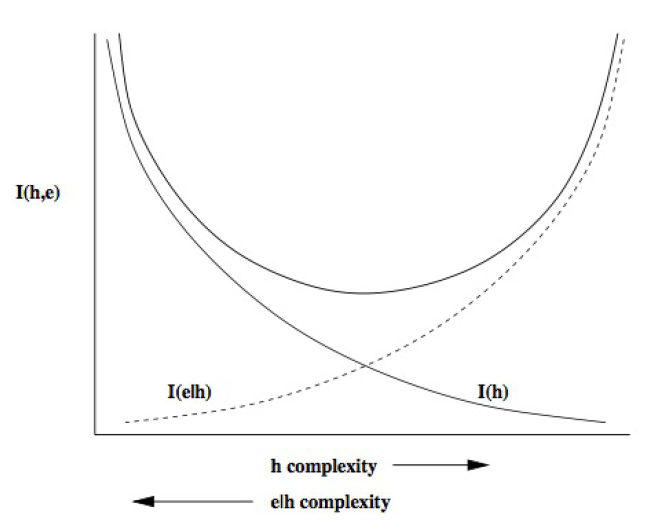 I(h,e)
I(e|h)
I(h)
h complexity
e|h complexity